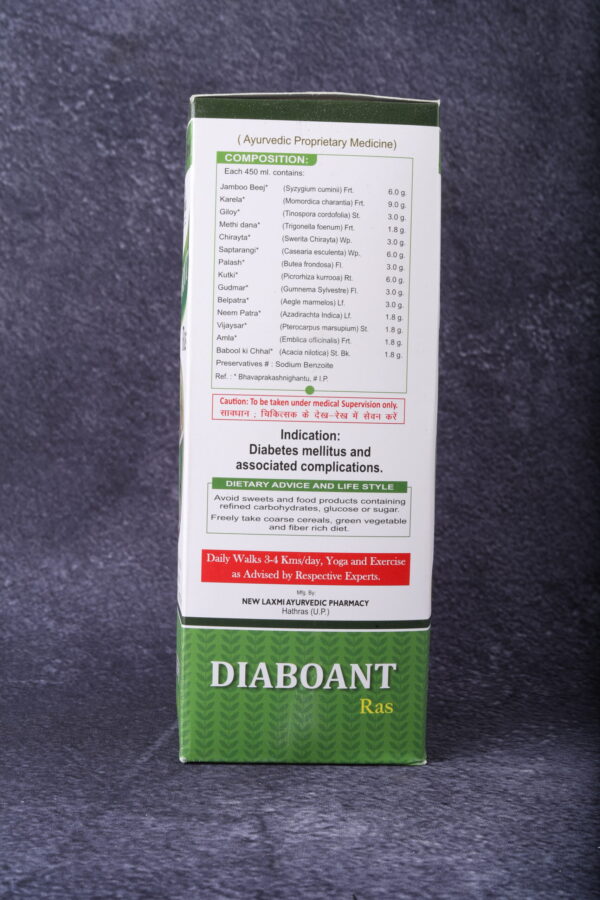 ( Ayurvedic Proprietary Medicine)
COMPOSITION:
Each 450 ml. contains:
Jamboo Beej* (Syzygium cuminii) Frt. 6.0 g.
Karela* (Momordica charantia) Frt. 9.0 g.
Giloy* (Tinospora cordofolia) St. 3.0 g.
Methi dana* (Trigonella foenum) Frt. 1.8 g.
Chirayta* (Swerita Chirayta) Wp. 3.0 g.
Saptarangi* (Casearia esculenta) Wp. 6.0 g.
Palash* (Butea frondosa) Fl. 3.0 g.
Kutki* (Picrorhiza kurrooa) Rt. 6.0 g.
Gudmar* (Gumnema Sylvestre) Fl. 3.0 g.
Belpatra* (Aegle marmelos) Lf. 3.0 g.
Neem Patra* (Azadirachta Indica) Lf. 1.8 g.
Vijaysar* (Pterocarpus marsupium) St. 1.8 g.
Amla* (Emblica officinalis) Frt. 1.8 g.
Babool ki Chhal* (Acacia nilotica) St. Bk. 1.8 g.
Preservatives # : Sodium Benzoite
Ref. : * Bhavaprakashnighantu, # I.P.
Caution: To be taken under medical Supervision only.
सावधान : चिकित्सक के देख-रेख में सेवन करें
Indication:
Diabetes mellitus and
associated complications.
DIETARY ADVICE AND LIFE STYLE
Avoid sweets and food products containing
refined carbohydrates, glucose or sugar.
Freely take coarse cereals, green vegetable
and fiber rich diet.
Daily Walks 3-4 Kms/day, Yoga and Exercise
as Advised by Respective Experts.
Mfg. By:
NEW LAXMI AYURVEDIC PHARMACY
Hathras (U.P.)
DIABOANT
Ras